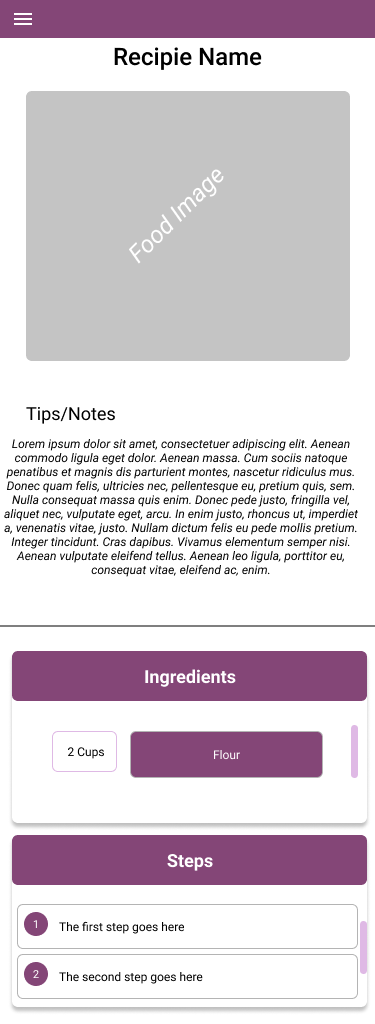 Recipie Name
Food Image
Tips/Notes
Lorem ipsum dolor sit amet, consectetuer adipiscing elit. Aenean
commodo ligula eget dolor. Aenean massa. Cum sociis natoque
penatibus et magnis dis parturient montes, nascetur ridiculus mus.
Donec quam felis, ultricies nec, pellentesque eu, pretium quis, sem.
Nulla consequat massa quis enim. Donec pede justo, fringilla vel,
aliquet nec, vulputate eget, arcu. In enim justo, rhoncus ut, imperdiet
a, venenatis vitae, justo. Nullam dictum felis eu pede mollis pretium.
Integer tincidunt. Cras dapibus. Vivamus elementum semper nisi.
Aenean vulputate eleifend tellus. Aenean leo ligula, porttitor eu,
consequat vitae, eleifend ac, enim.
Ingredients
2 Cups Flour
Steps
1 The first step goes here
2 The second step goes here